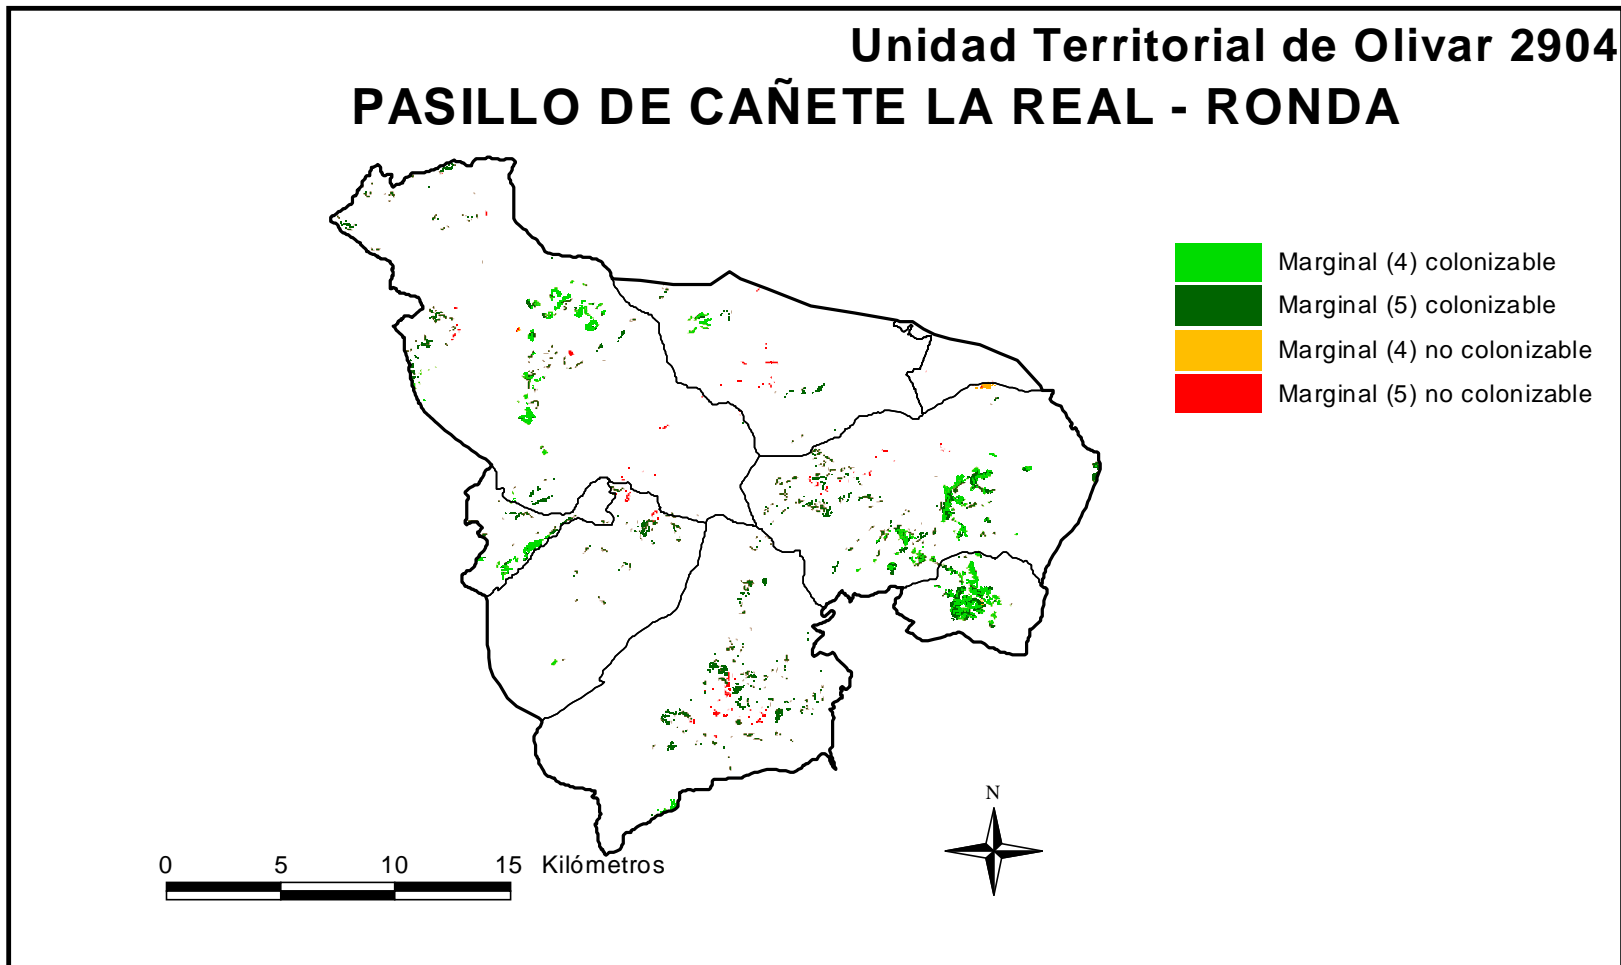 Unidad Territorial de Olivar 2904
PASILLO DE CAÑETE LA REAL - RONDA
Marginal (4) colonizable
Marginal (5) colonizable
Marginal (4) no colonizable
Marginal (5) no colonizable
N
0 5 10 15 Kilómetros